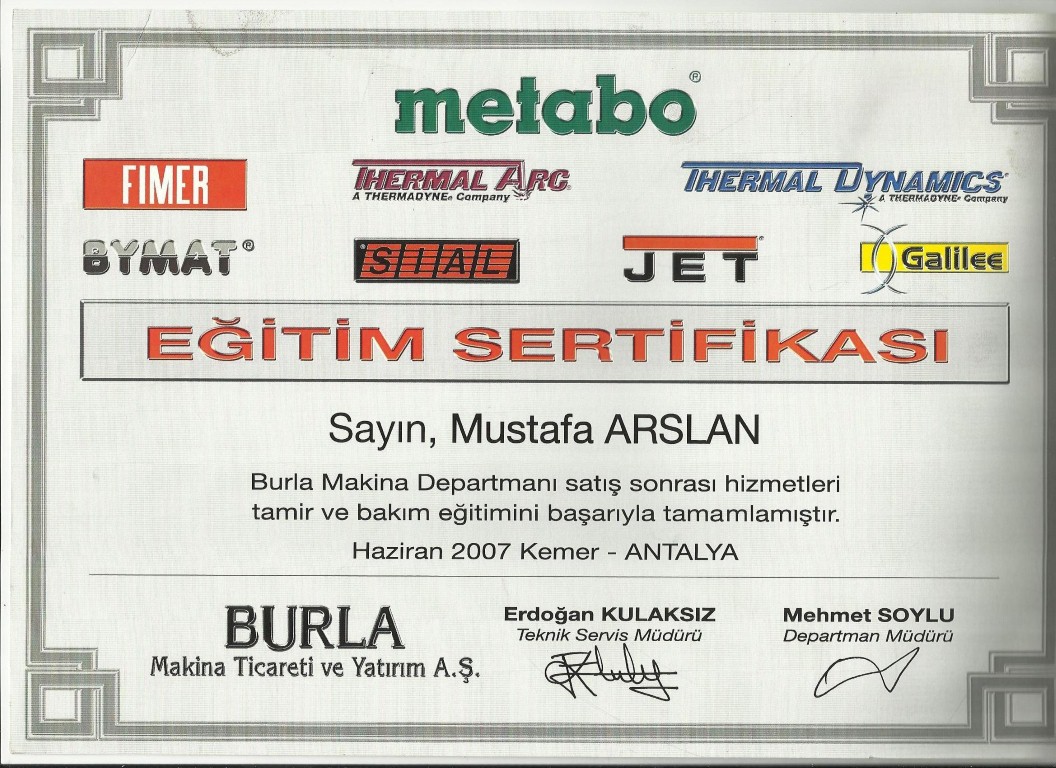 metabo®
FIMER
THERMAL ARC®
A THERMADYNE® Company
THERMAL DYNAMICS®
A THERMADYNE® Company
BYMAT®
SIAL
JET®
Galilee
EĞİTİM SERTİFİKASI
Sayın, Mustafa ARSLAN
Burla Makina Departmanı satış sonrası hizmetleri
tamir ve bakım eğitimini başarıyla tamamlamıştır.
Haziran 2007 Kemer - ANTALYA
BURLA
Makina Ticareti ve Yatırım A.Ş.
Erdoğan KULAKSIZ
Teknik Servis Müdürü
Mehmet SOYLU
Departman Müdürü